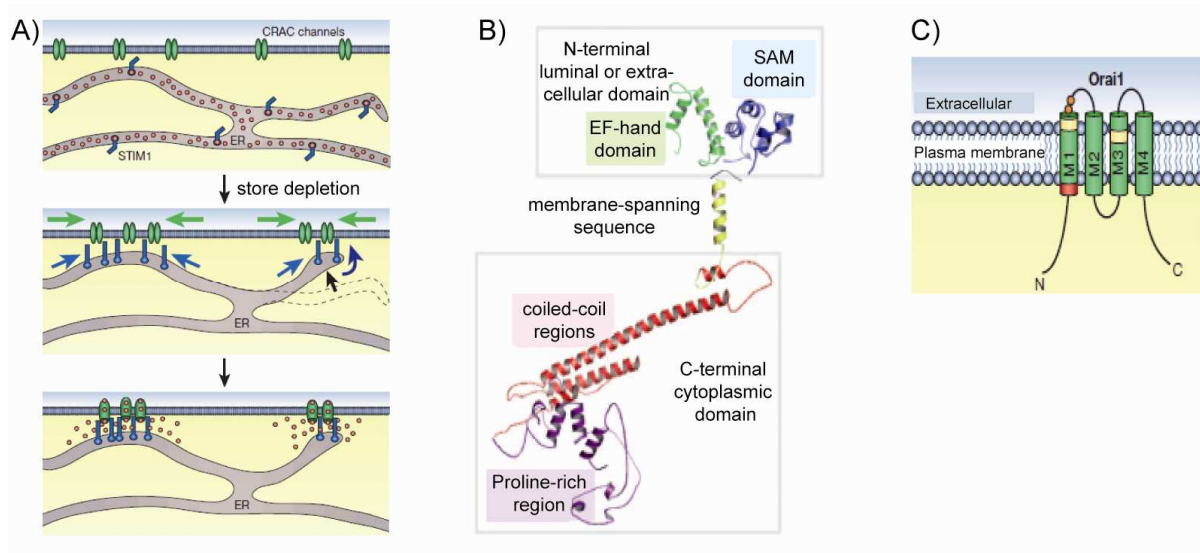 A)
CRAC channels
ER
STIM1
store depletion
ER
ER
B)
N-terminal
luminal or extra-
cellular domain
SAM
domain
EF-hand
domain
membrane-spanning
sequence
coiled-coil
regions
C-terminal
cytoplasmic
domain
Proline-rich
region
C)
Orai1
Extracellular
Plasma membrane
M1
M2
M3
M4
N
C